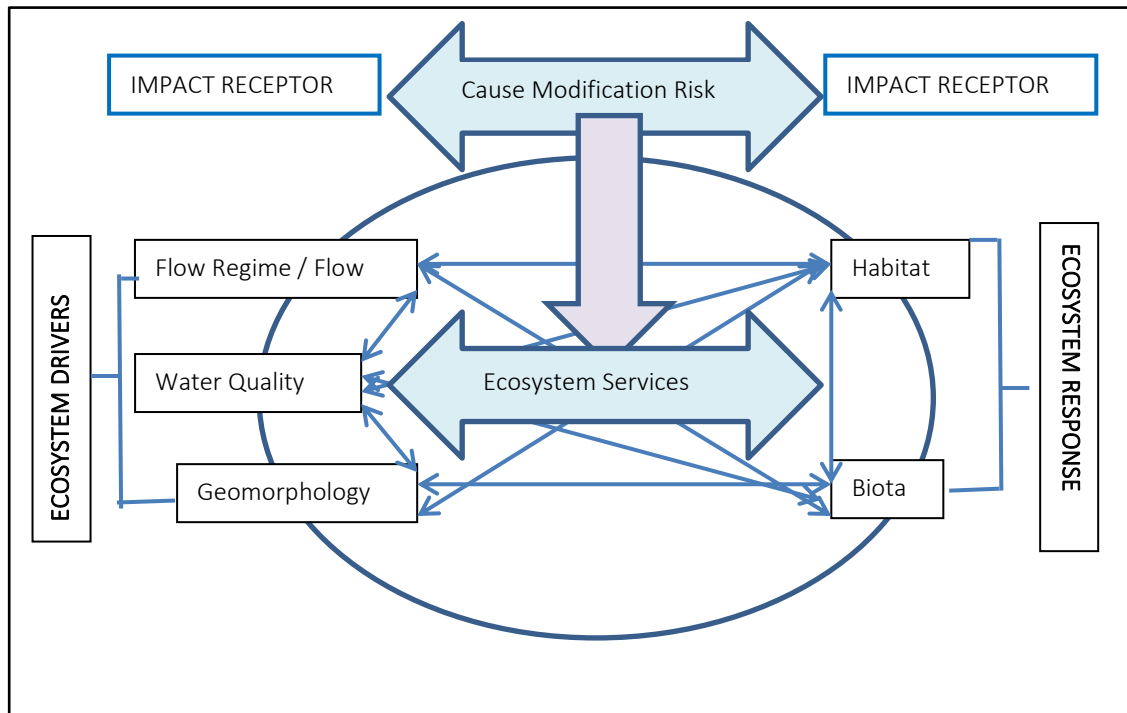 IMPACT RECEPTOR
Cause Modification Risk
IMPACT RECEPTOR
ECOSYSTEM DRIVERS
Flow Regime / Flow
Water Quality
Geomorphology
Ecosystem Services
Habitat
Biota
ECOSYSTEM RESPONSE